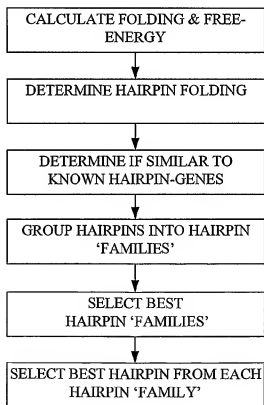 CALCULATE FOLDING & FREE-
ENERGY
DETERMINE HAIRPIN FOLDING
DETERMINE IF SIMILAR TO
KNOWN HAIRPIN-GENES
GROUP HAIRPINS INTO HAIRPIN
‘FAMILIES’
SELECT BEST
HAIRPIN ‘FAMILIES’
SELECT BEST HAIRPIN FROM EACH
HAIRPIN ‘FAMILY’